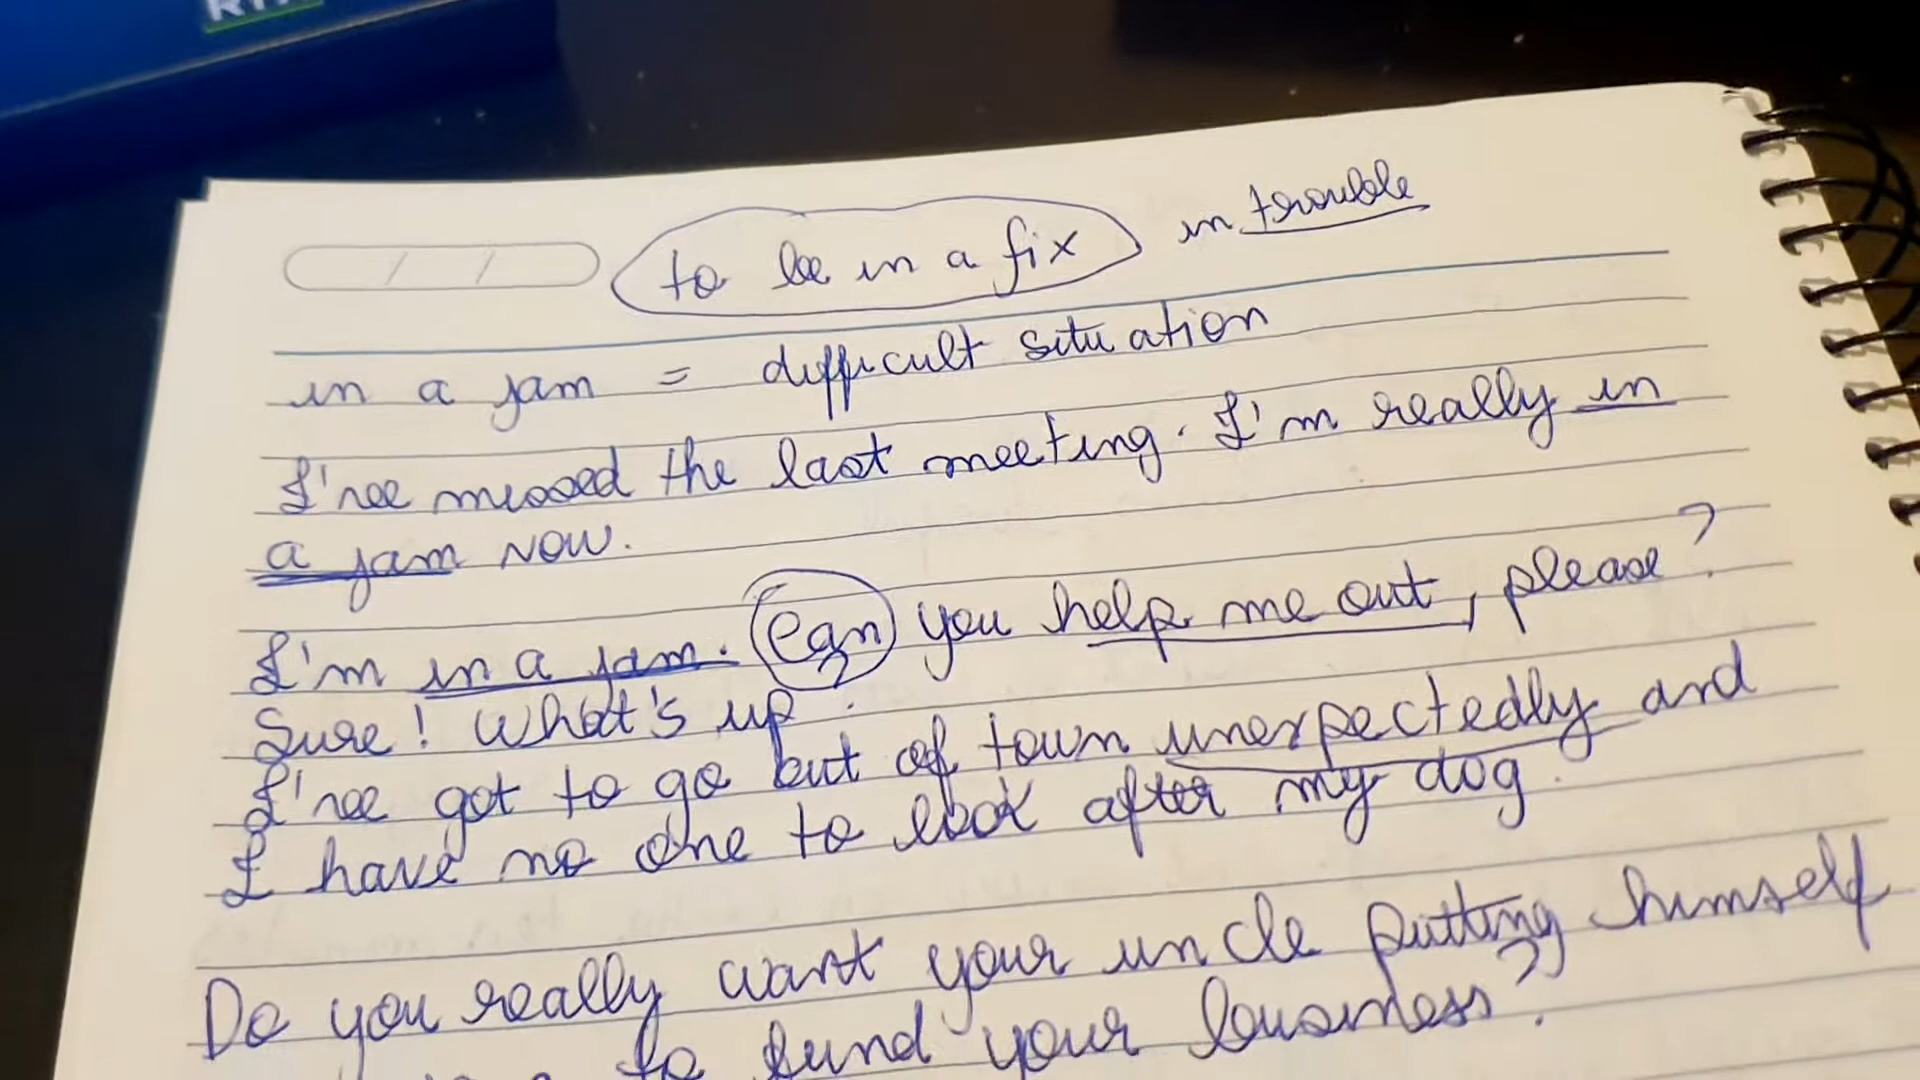 to be in a fix in trouble
in a jam = difficult situation
I've missed the last meeting. I'm really in
a jam now.
I'm in a jam. Can you help me out, please?
Sure! What's up?
I've got to go out of town unexpectedly and
I have no one to look after my dog.
Do you really want your uncle putting himself
to fund your business?